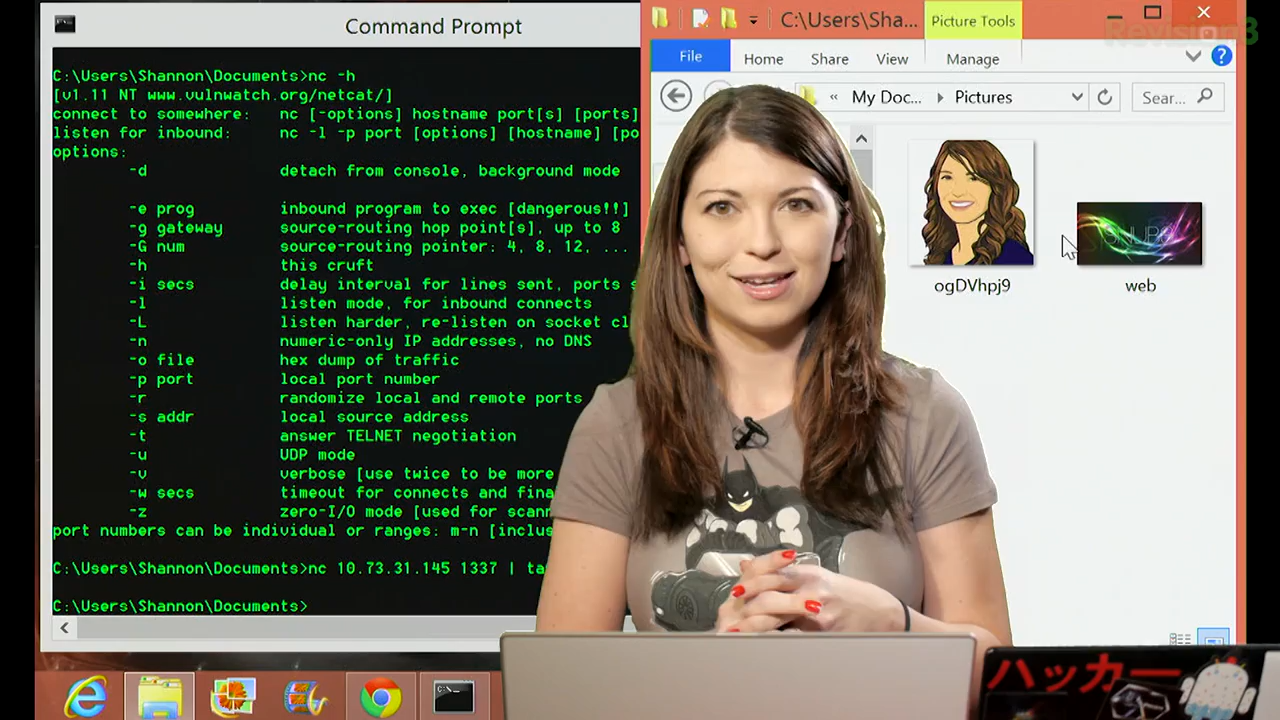 Command Prompt
C:\Users\Shannon\Documents>nc -h
[v1.11 NT www.vulnwatch.org/netcat/]
connect to somewhere: nc [-options] hostname port[s] [ports]
listen for inbound: nc -l -p port [options] [hostname] [po
options:
-d detach from console, background mode
-e prog inbound program to exec [dangerous!!]
-g gateway source-routing hop point[s], up to 8
-G num source-routing pointer: 4, 8, 12, ...
-h this cruft
-i secs delay interval for lines sent, ports s
-l listen mode, for inbound connects
-L listen harder, re-listen on socket cl
-n numeric-only IP addresses, no DNS
-o file hex dump of traffic
-p port local port number
-r randomize local and remote ports
-s addr local source address
-t answer TELNET negotiation
-u UDP mode
-v verbose [use twice to be more
-w secs timeout for connects and fina
-z zero-I/O mode [used for scann
port numbers can be individual or ranges: m-n [inclus
C:\Users\Shannon\Documents>nc 10.73.31.145 1337 | ta
C:\Users\Shannon\Documents>
C:\Users\Sha...
Picture Tools
Revision3
File Home Share View Manage
« My Doc... Pictures
Sear...
ogDVhpj9
web
C:\.
ハッカー